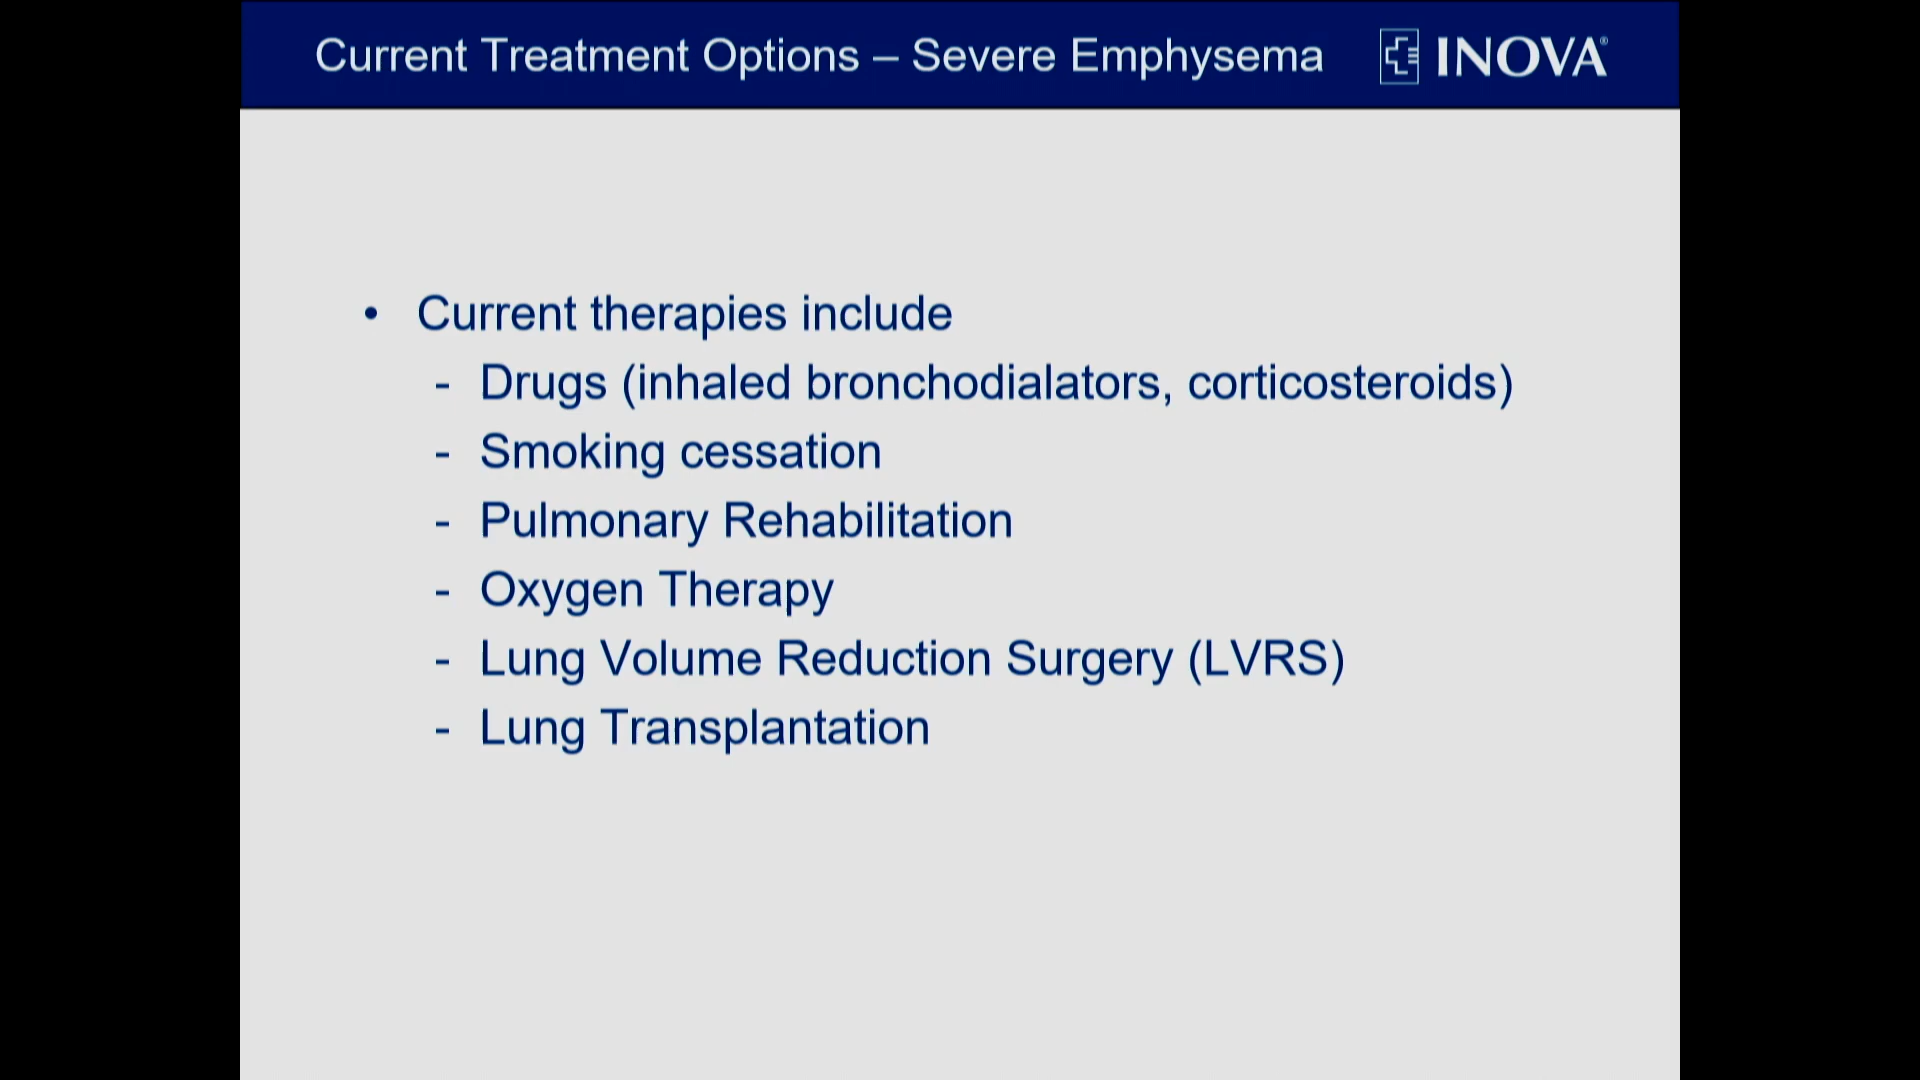 Current Treatment Options – Severe Emphysema
INOVA®
• Current therapies include
- Drugs (inhaled bronchodialators, corticosteroids)
- Smoking cessation
- Pulmonary Rehabilitation
- Oxygen Therapy
- Lung Volume Reduction Surgery (LVRS)
- Lung Transplantation